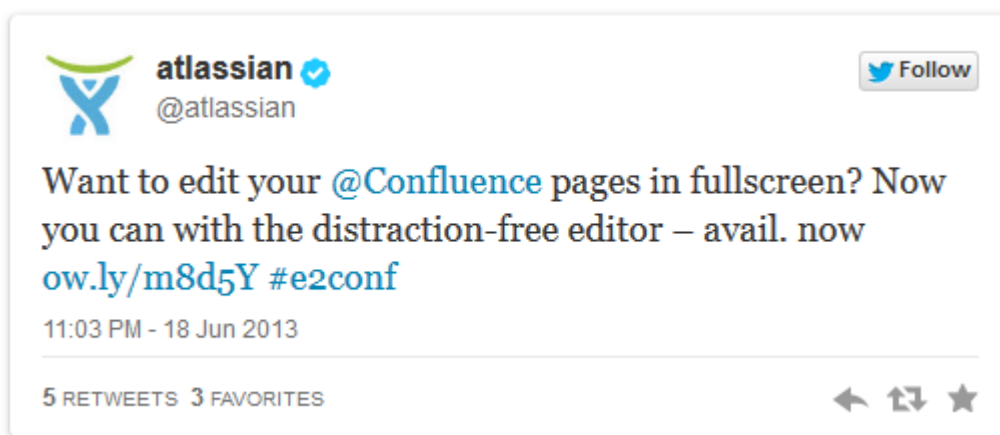 atlassian
@atlassian
Follow
Want to edit your @Confluence pages in fullscreen? Now
you can with the distraction-free editor – avail. now
ow.ly/m8d5Y #e2conf
11:03 PM - 18 Jun 2013
5 RETWEETS 3 FAVORITES